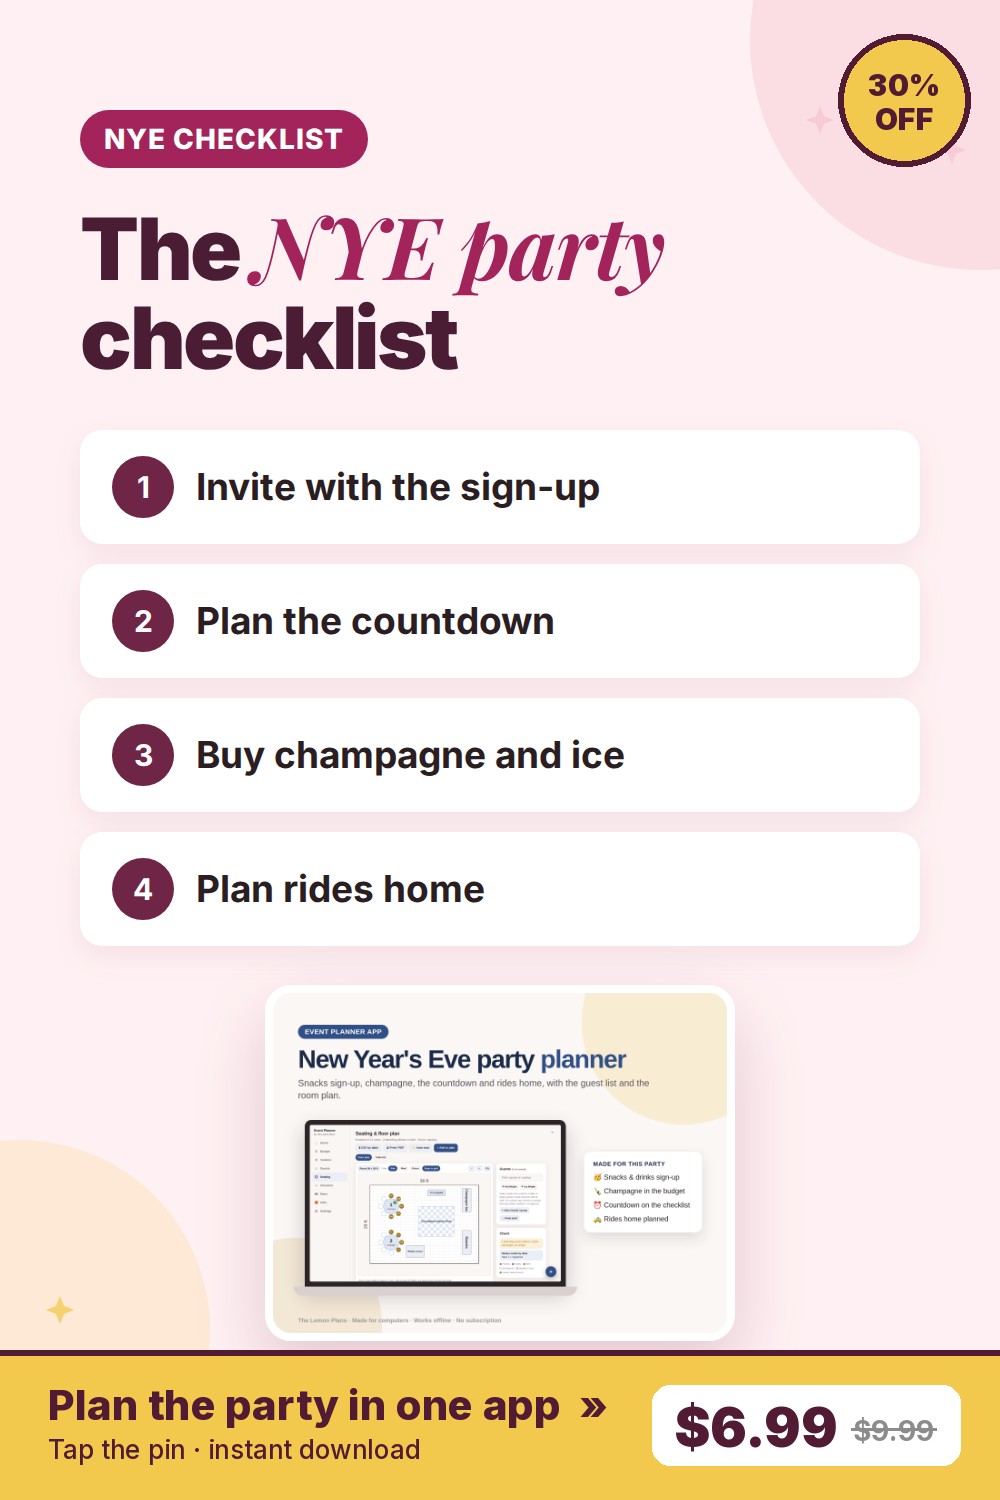 30%
OFF
NYE CHECKLIST
The NYE party
checklist
1 Invite with the sign-up
2 Plan the countdown
3 Buy champagne and ice
4 Plan rides home
EVENT PLANNER APP
New Year's Eve party planner
Snacks sign-up, champagne, the countdown and rides home, with the guest list and the
room plan.
Event Planner
Seating & floor plan
MADE FOR THIS PARTY
🥳 Snacks & drinks sign-up
🍾 Champagne in the budget
⏰ Countdown on the checklist
🚕 Rides home planned
The Lemon Plans · Made for computers · Works offline · No subscription
Plan the party in one app »
Tap the pin · instant download
$6.99 $9.99